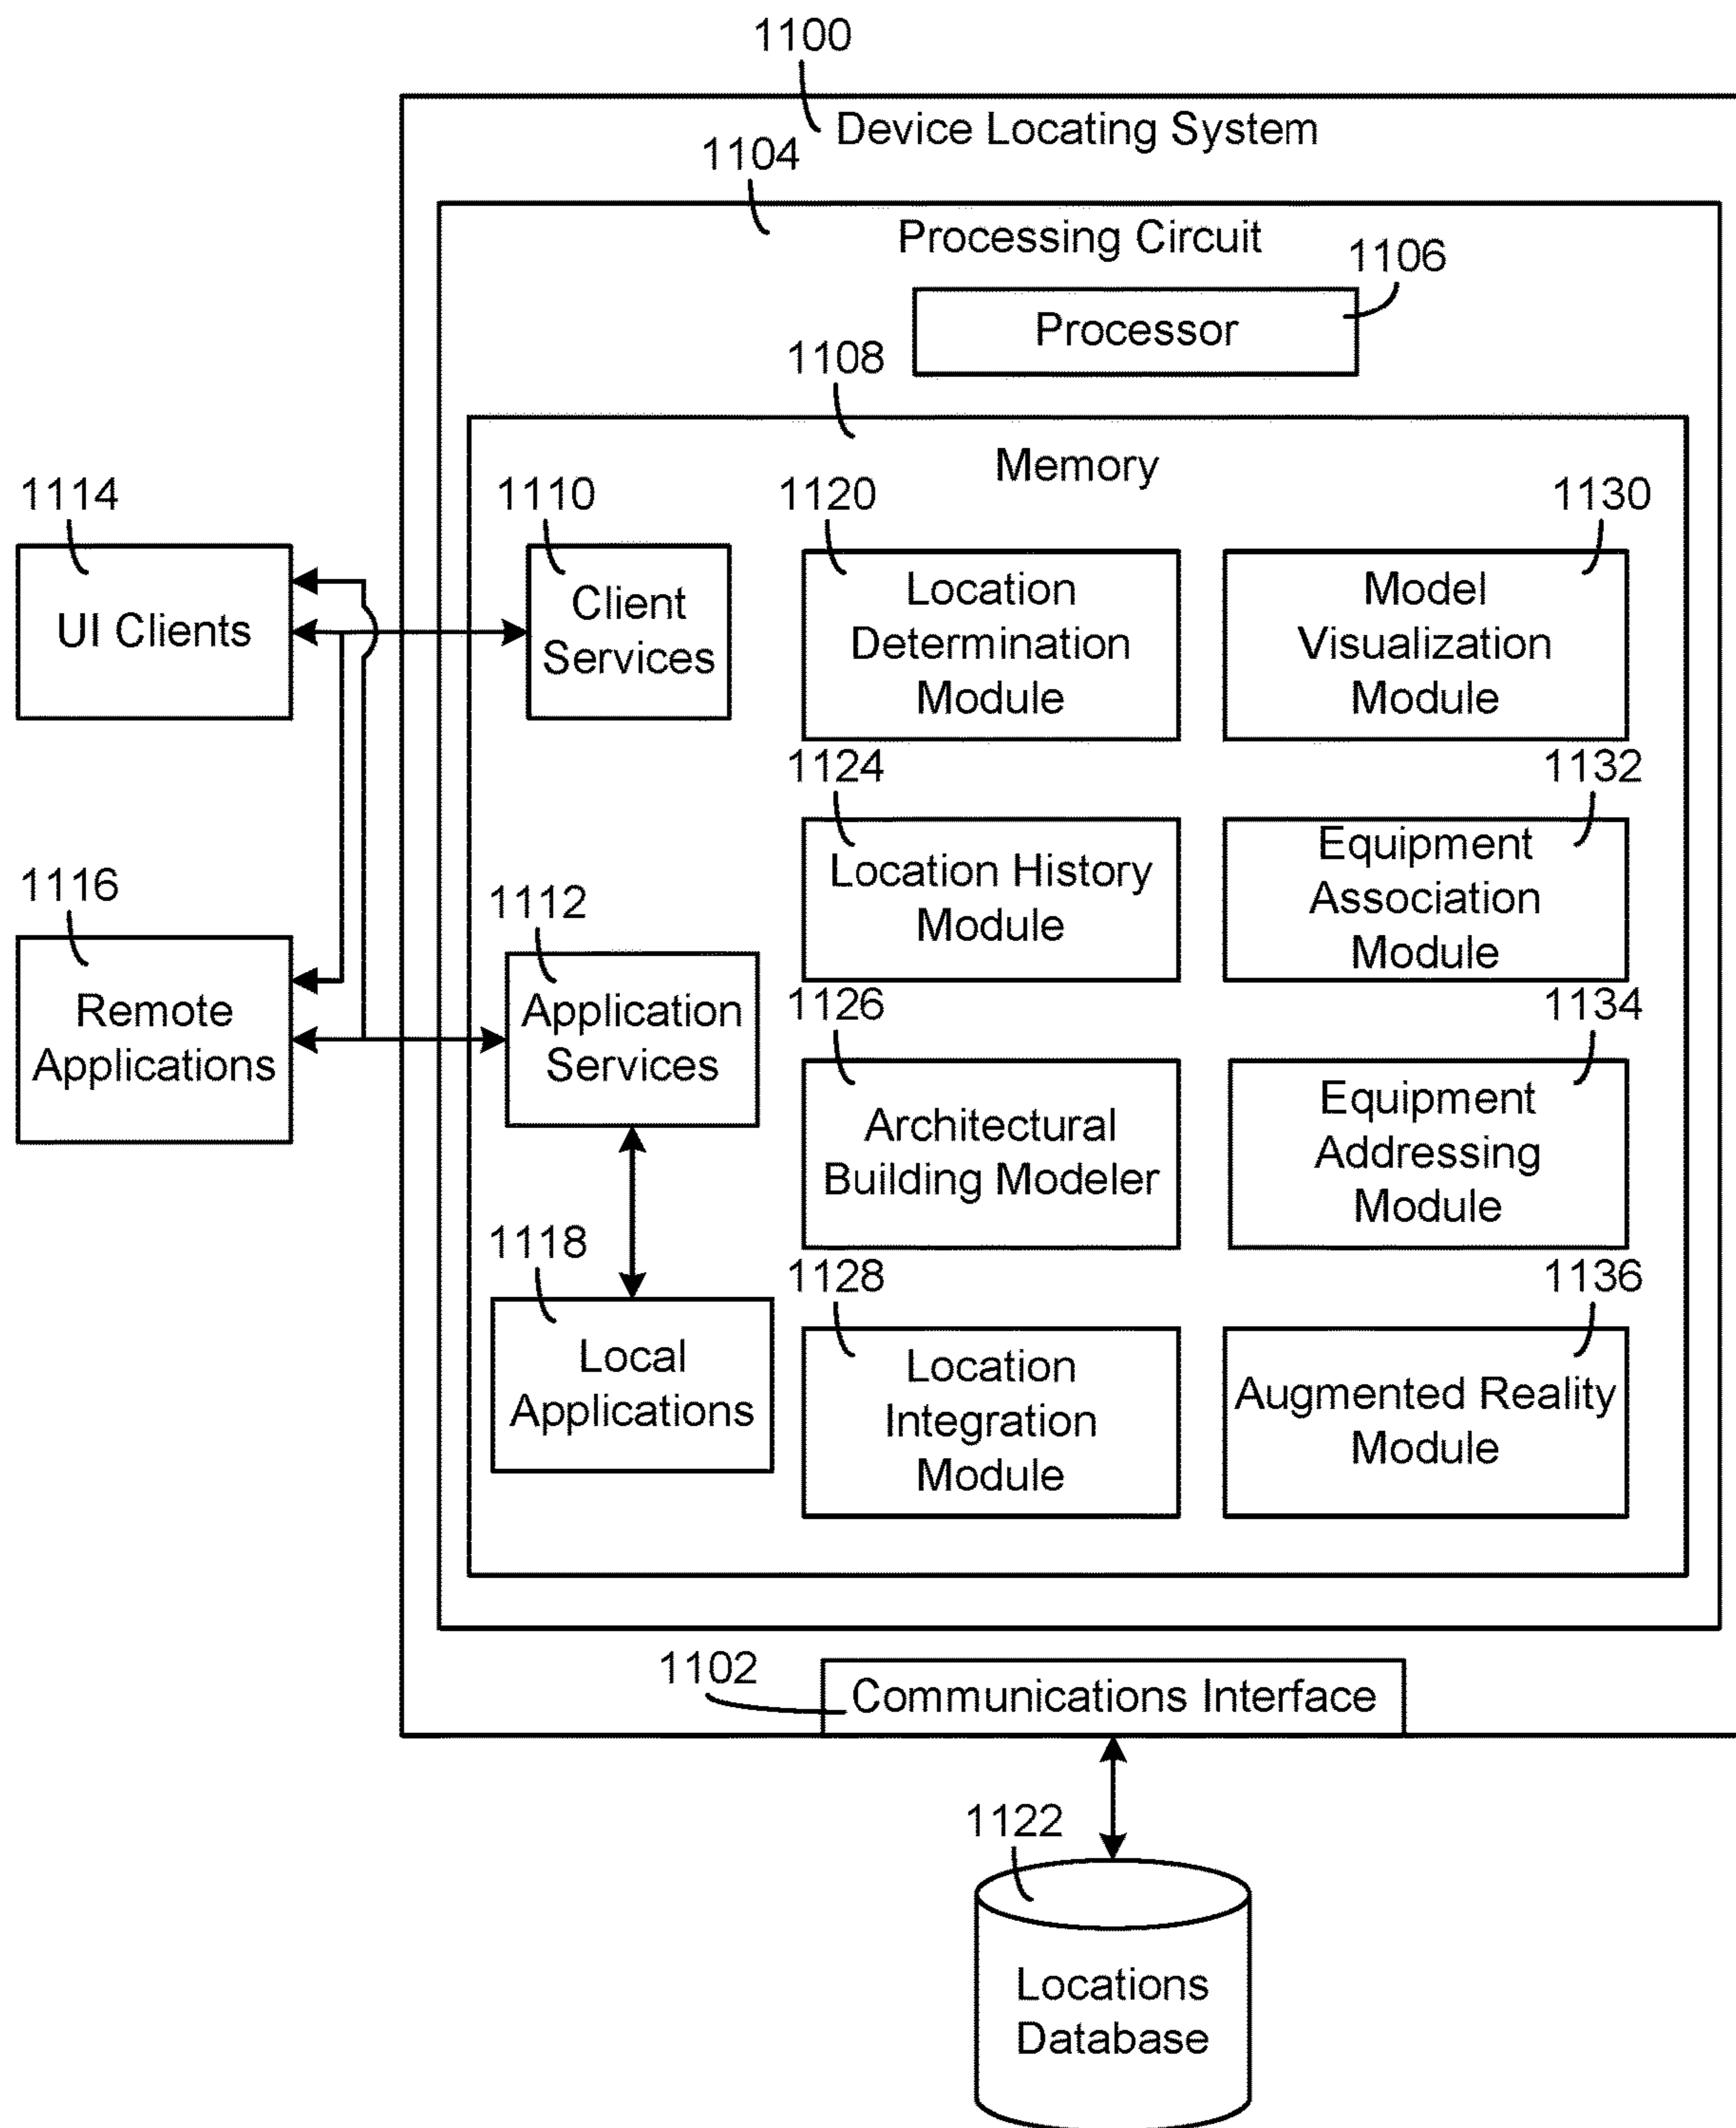 1100
Device Locating System
1104
Processing Circuit
1106
Processor
1108
Memory
1114
UI Clients
1110
Client
Services
1120
Location
Determination
Module
1130
Model
Visualization
Module
1124
Location History
Module
1132
Equipment
Association
Module
1116
Remote
Applications
1112
Application
Services
1126
Architectural
Building Modeler
1134
Equipment
Addressing
Module
1118
Local
Applications
1128
Location
Integration
Module
1136
Augmented Reality
Module
1102
Communications Interface
1122
Locations
Database